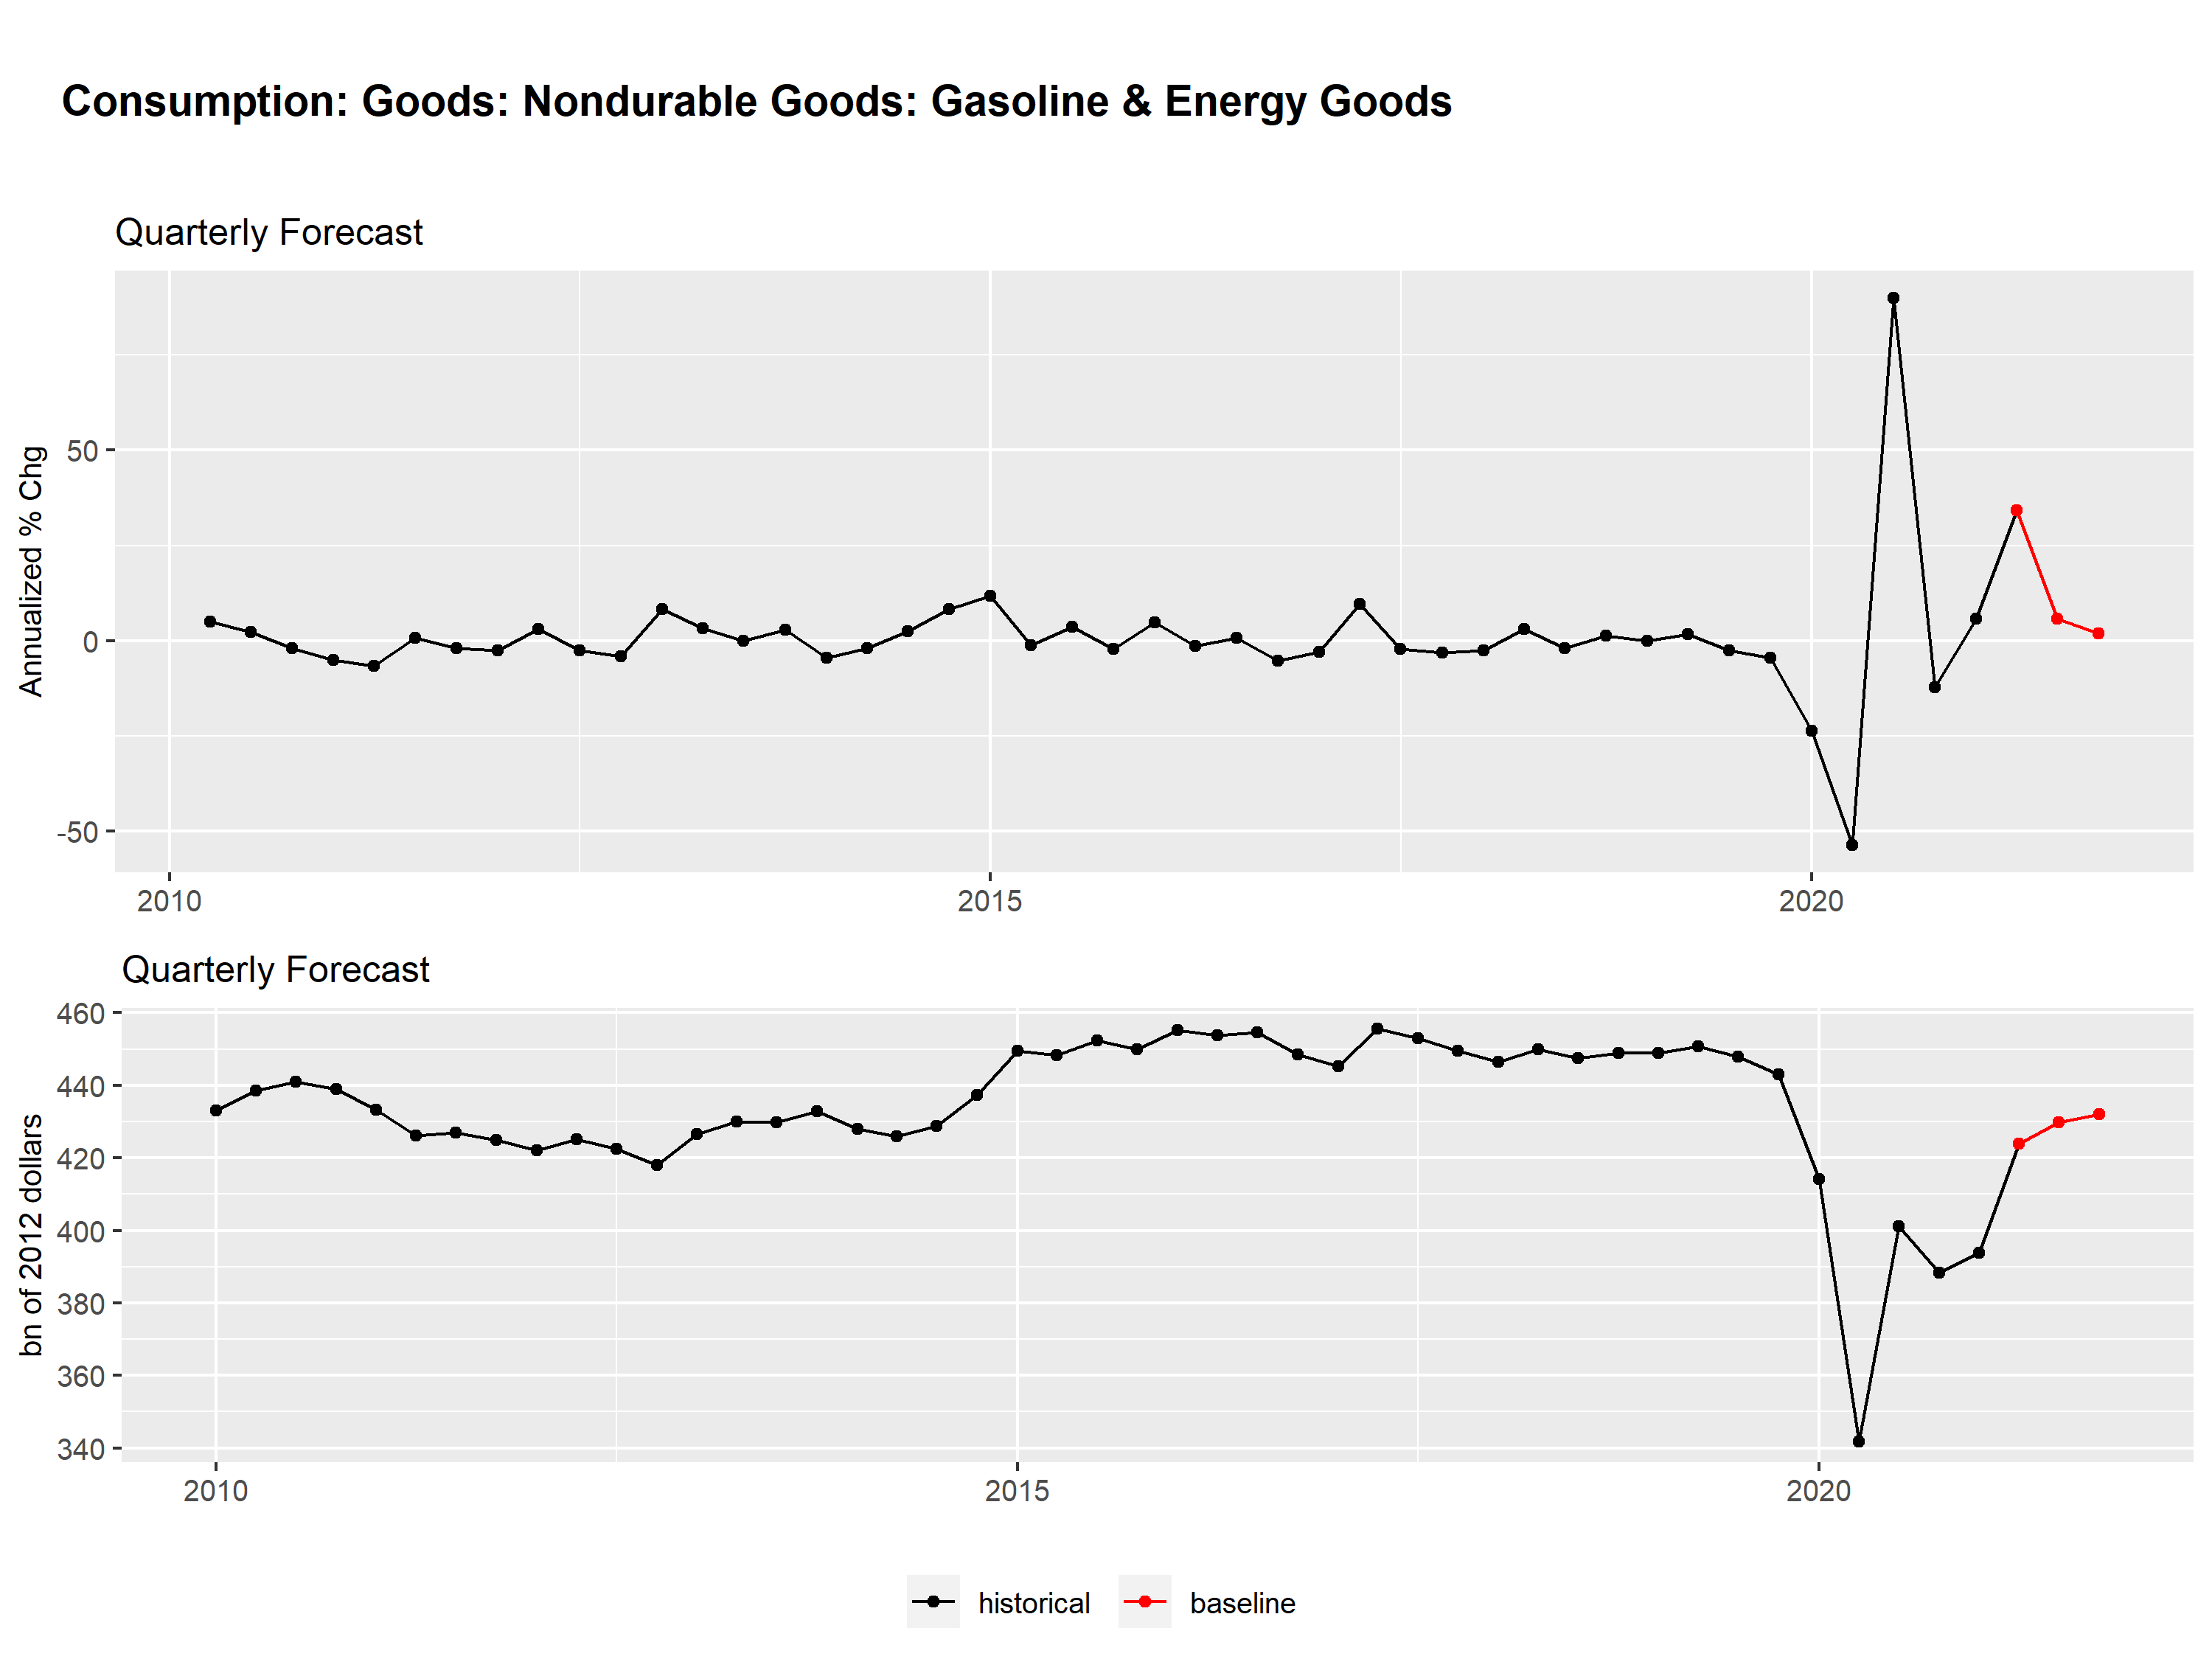 Consumption: Goods: Nondurable Goods: Gasoline & Energy Goods
Quarterly Forecast
Annualized % Chg
50
0
-50
2010 2015 2020
Quarterly Forecast
bn of 2012 dollars
460
440
420
400
380
360
340
2010 2015 2020
historical baseline